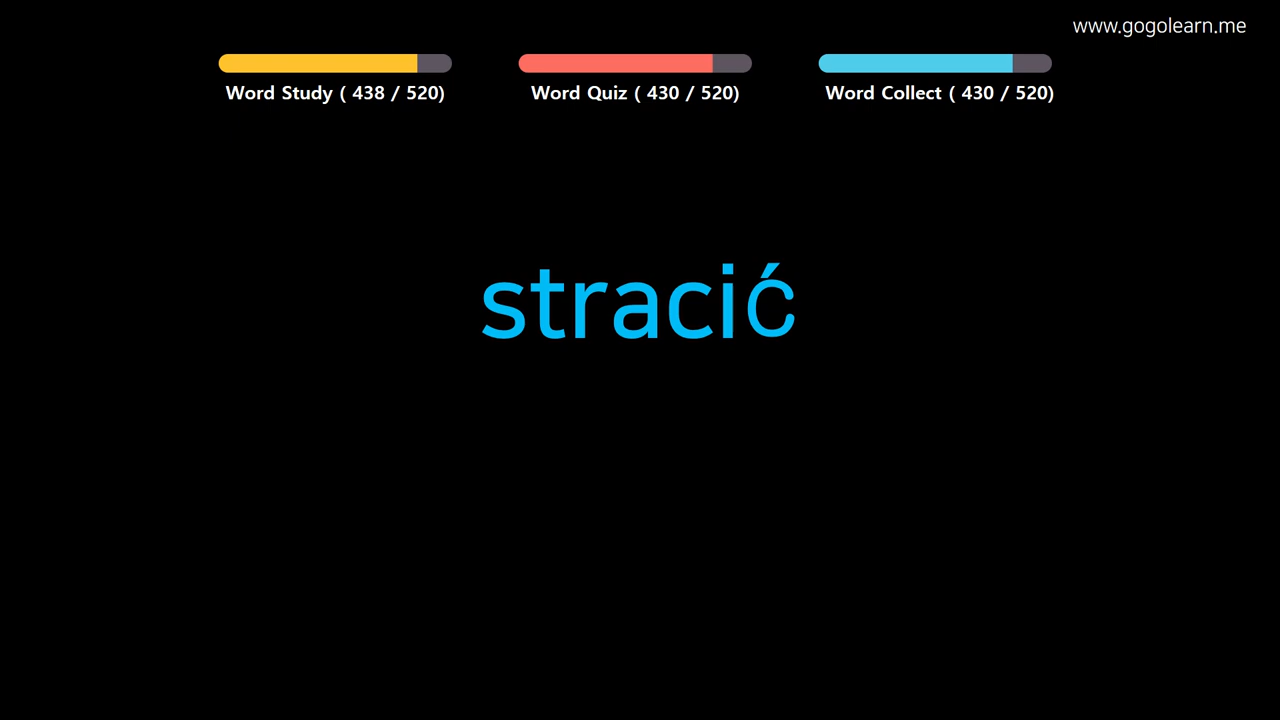 www.gogolearn.me
Word Study ( 438 / 520)
Word Quiz ( 430 / 520)
Word Collect ( 430 / 520)
stracić